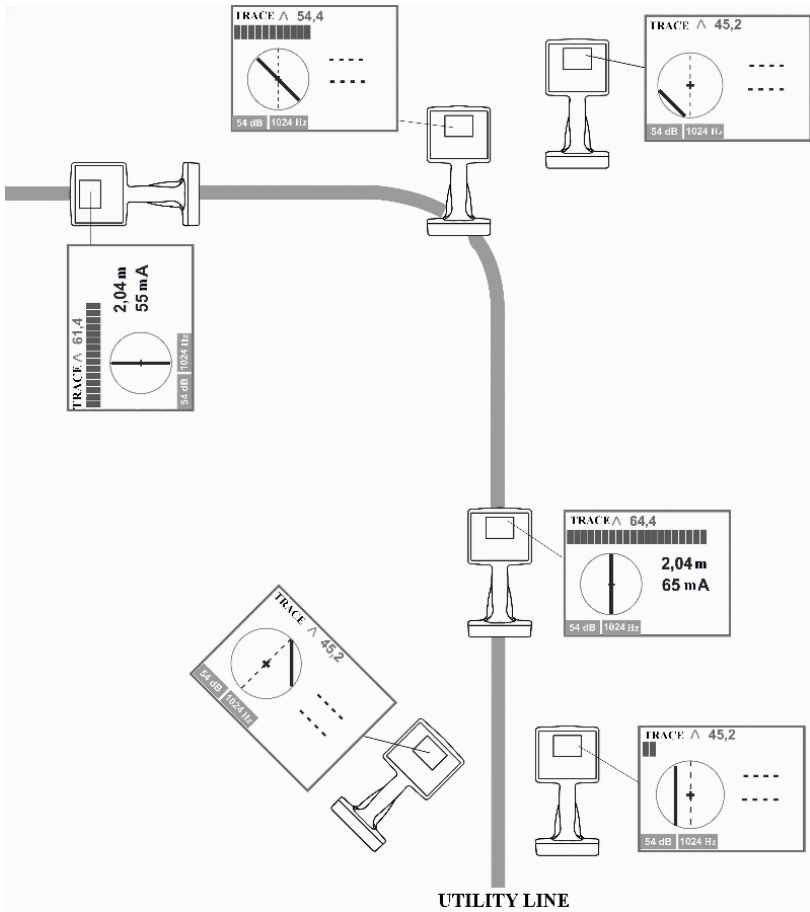 TRACE ᐱ 54,4
- - - -
- - - -
54 dB 1024 Hz
TRACE ᐱ 45,2
- - - -
- - - -
54 dB 1024 Hz
TRACE ᐱ 61,4
2,04 m
55 mA
54 dB 1024 Hz
TRACE ᐱ 64,4
2,04 m
65 mA
54 dB 1024 Hz
TRACE ᐱ 45,2
- - - -
- - - -
54 dB 1024 Hz
TRACE ᐱ 45,2
- - - -
- - - -
54 dB 1024 Hz
UTILITY LINE